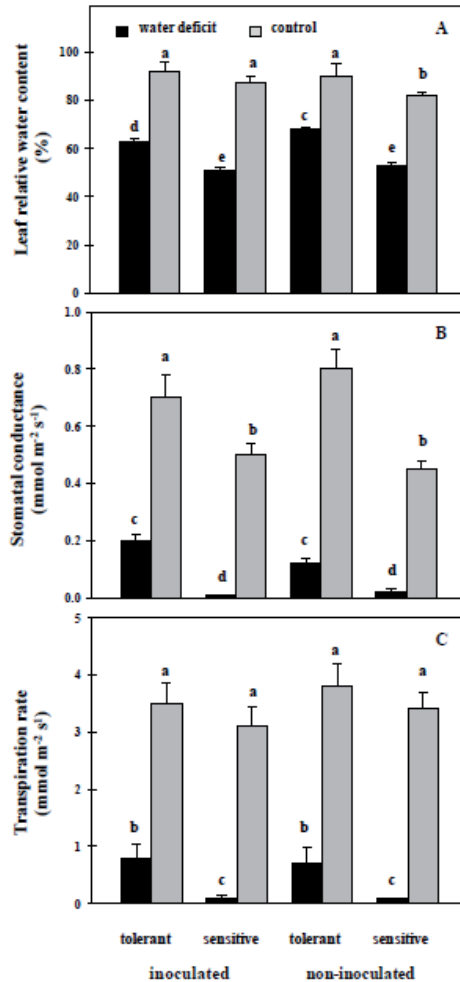 water deficit control
A
Leaf relative water content
(%)
100
80
60
40
20
0
d a e a c a e b
B
Stomatal conductance
(mmol m⁻² s⁻¹)
1.0
0.8
0.6
0.4
0.2
0.0
c a d b c a d b
C
Transpiration rate
(mmol m⁻² s¹)
5
4
3
2
1
0
b a c a b a c a
tolerant sensitive tolerant sensitive
inoculated non-inoculated